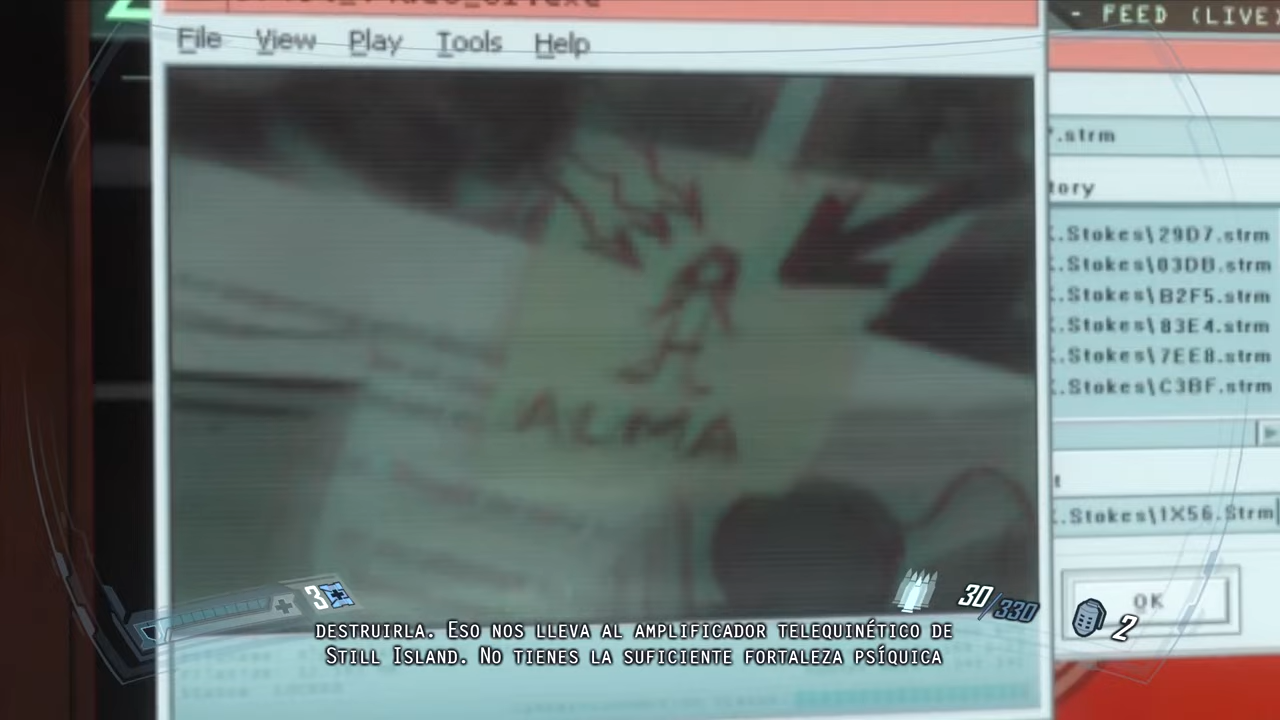 - FEED (LIVE)
File View Play Tools Help
.strm
tory
.Stokes\29D7.strm
.Stokes\03DB.strm
.Stokes\B2F5.strm
.Stokes\83E4.strm
.Stokes\7EE8.strm
.Stokes\C3BF.strm
ALMA
.Stokes\1X56.Strm
OK
3
30/330
2
DESTRUIRLA. ESO NOS LLEVA AL AMPLIFICADOR TELEQUINÉTICO DE
STILL ISLAND. NO TIENES LA SUFICIENTE FORTALEZA PSÍQUICA